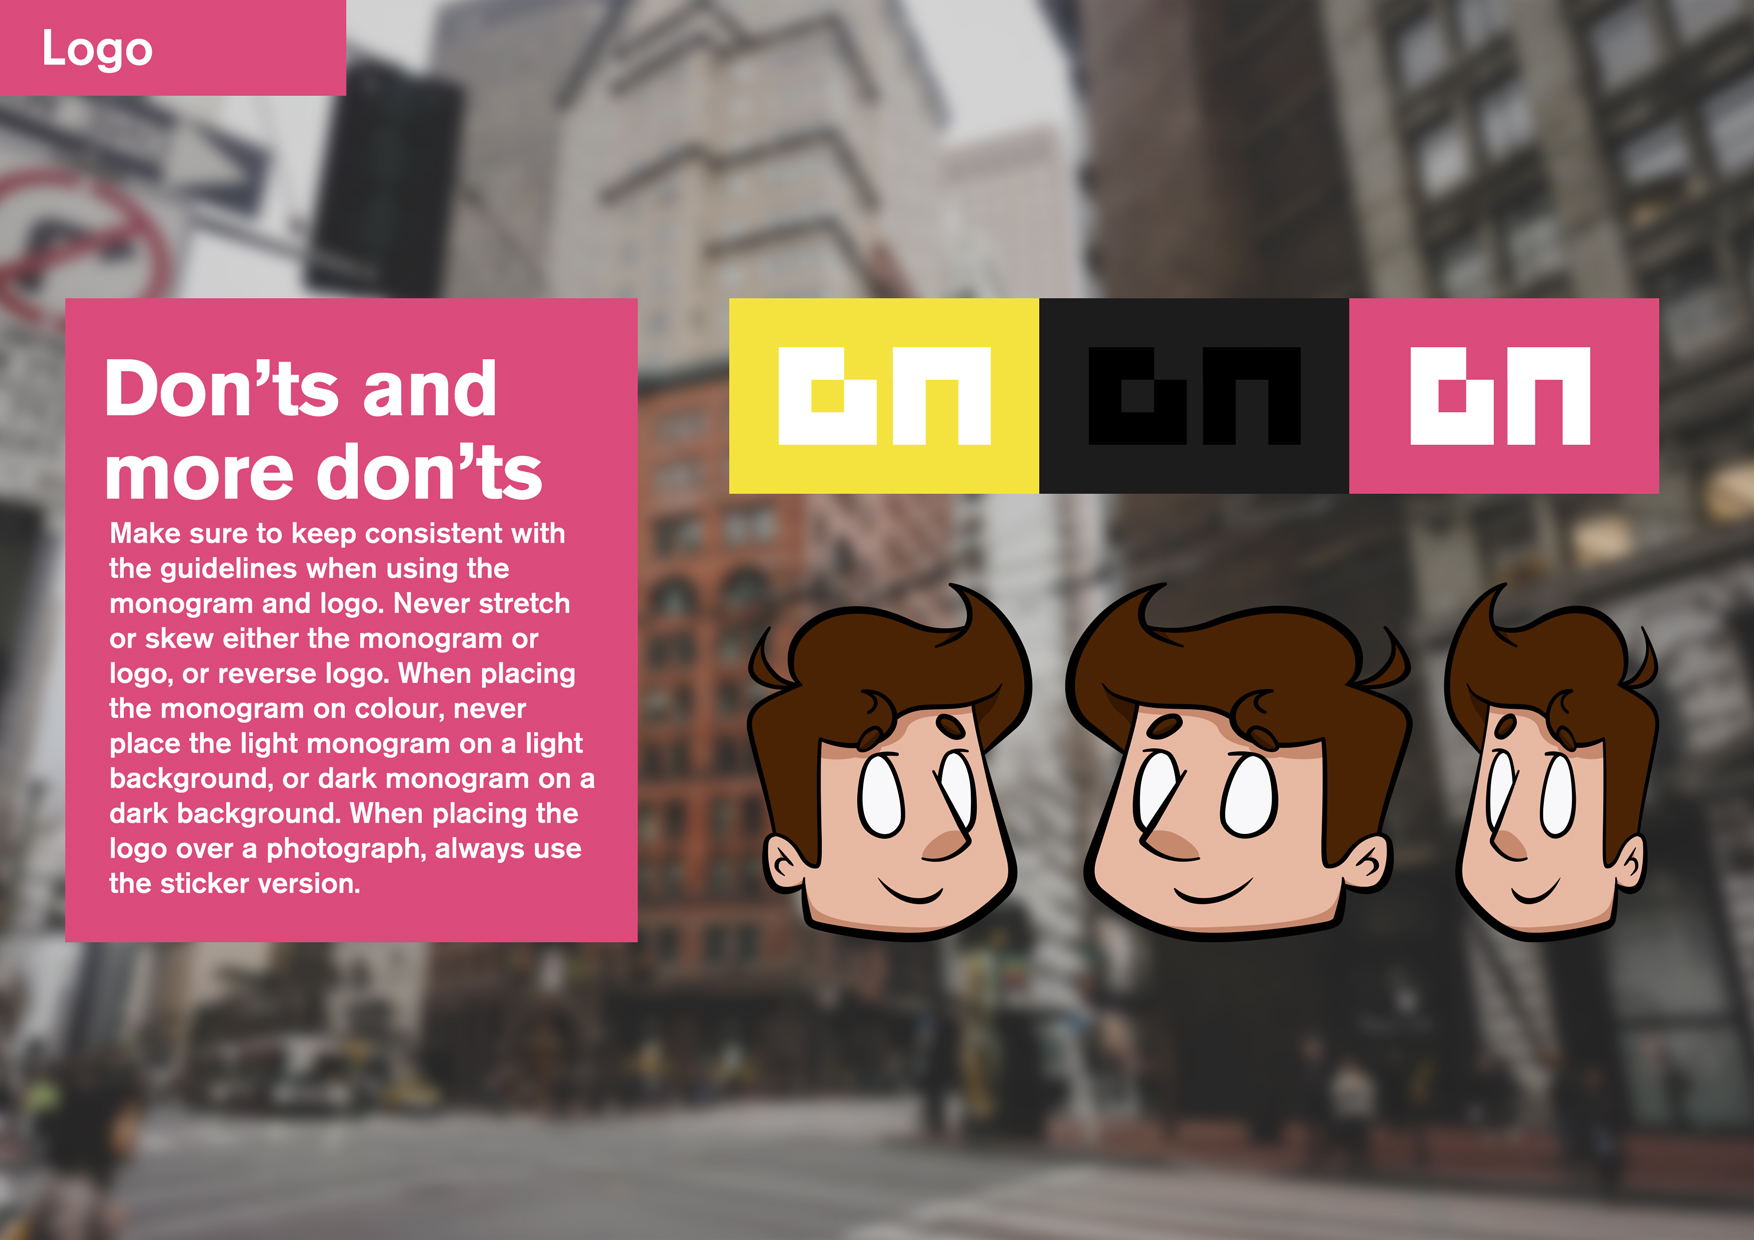 Logo
Don’ts and
more don’ts
Make sure to keep consistent with
the guidelines when using the
monogram and logo. Never stretch
or skew either the monogram or
logo, or reverse logo. When placing
the monogram on colour, never
place the light monogram on a light
background, or dark monogram on a
dark background. When placing the
logo over a photograph, always use
the sticker version.
bn bn bn